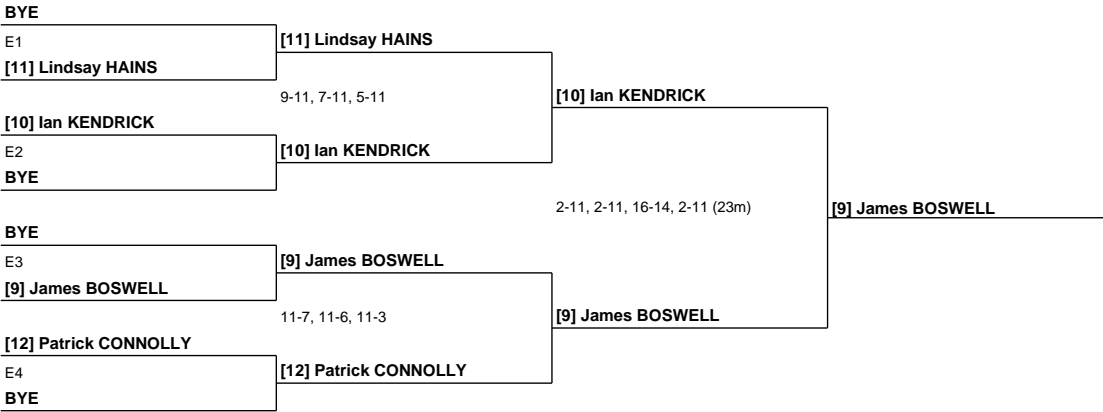 BYE
E1
[11] Lindsay HAINS
[11] Lindsay HAINS
9-11, 7-11, 5-11
[10] Ian KENDRICK
[10] Ian KENDRICK
E2
[10] Ian KENDRICK
BYE
2-11, 2-11, 16-14, 2-11 (23m)
[9] James BOSWELL
BYE
E3
[9] James BOSWELL
[9] James BOSWELL
11-7, 11-6, 11-3
[9] James BOSWELL
[12] Patrick CONNOLLY
E4
[12] Patrick CONNOLLY
BYE